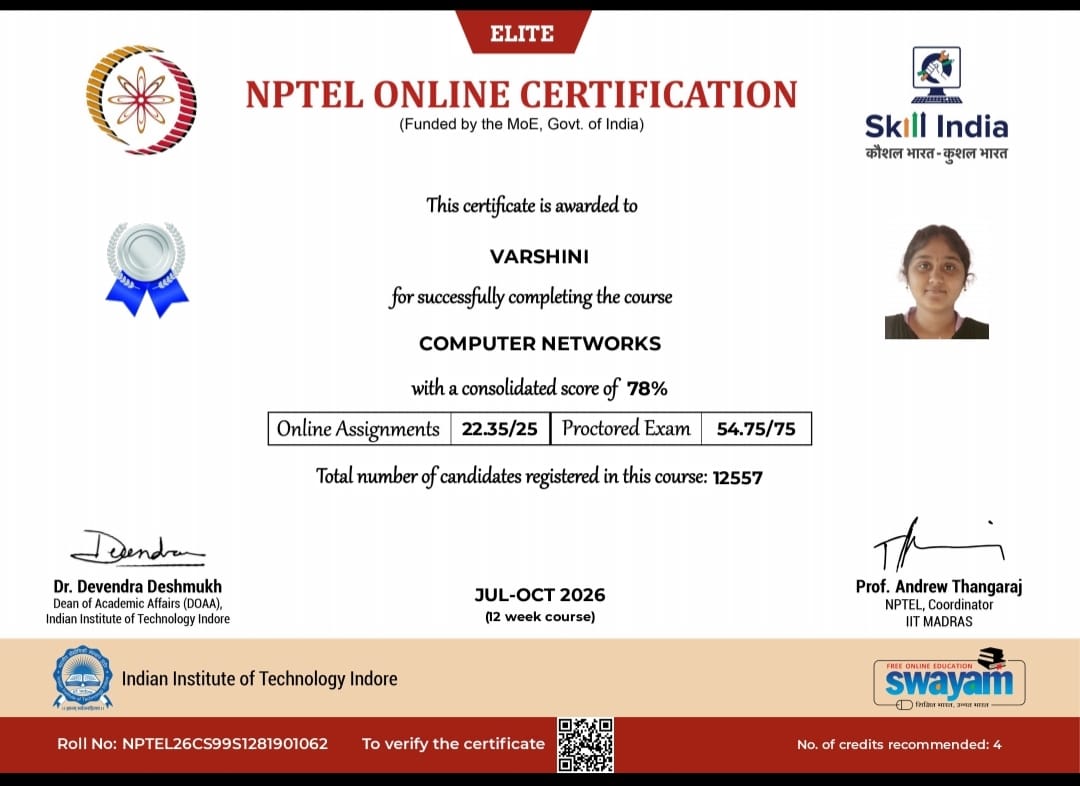 ELITE
NPTEL ONLINE CERTIFICATION
(Funded by the MoE, Govt. of India)
Skill India
कौशल भारत - कुशल भारत
This certificate is awarded to
VARSHINI
for successfully completing the course
COMPUTER NETWORKS
with a consolidated score of 78%
Online Assignments 22.35/25 Proctored Exam 54.75/75
Total number of candidates registered in this course: 12557
Devendra
Dr. Devendra Deshmukh
Dean of Academic Affairs (DOAA),
Indian Institute of Technology Indore
JUL-OCT 2026
(12 week course)
Prof. Andrew Thangaraj
NPTEL, Coordinator
IIT MADRAS
Indian Institute of Technology Indore
FREE ONLINE EDUCATION
swayam
शिक्षित भारत, उन्नत भारत
Roll No: NPTEL26CS99S1281901062
To verify the certificate
No. of credits recommended: 4